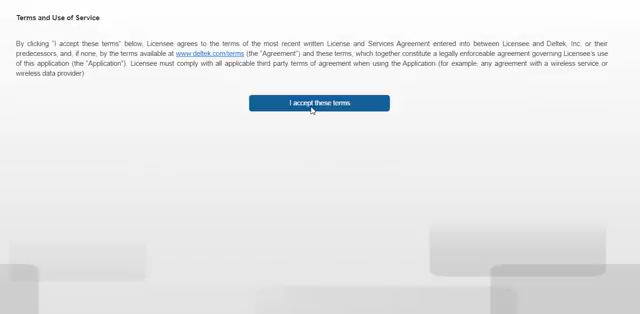 Terms and Use of Service
By clicking "I accept these terms" below, Licensee agrees to the terms of the most recent written License and Services Agreement entered into between Licensee and Deltek, Inc. or their
predecessors, and, if none, by the terms available at www.deltek.com/terms (the "Agreement") and these terms, which together constitute a legally enforceable agreement governing Licensee's use
of this application (the "Application"). Licensee must comply with all applicable third party terms of agreement when using the Application (for example, any agreement with a wireless service or
wireless data provider)
I accept these terms